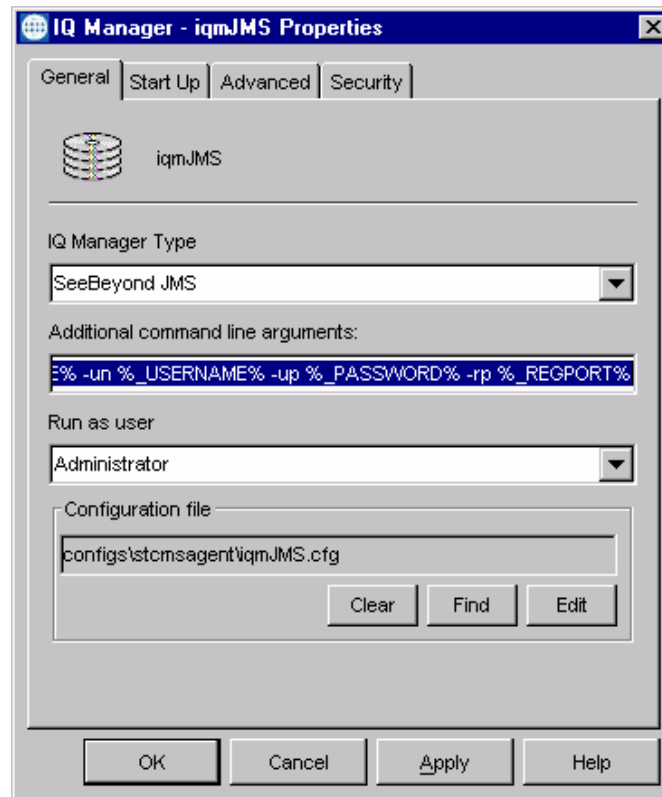 IQ Manager - iqmJMS Properties
General Start Up Advanced Security
iqmJMS
IQ Manager Type
SeeBeyond JMS
Additional command line arguments:
E% -un %_USERNAME% -up %_PASSWORD% -rp %_REGPORT%
Run as user
Administrator
Configuration file
configs\stcmsagent\iqmJMS.cfg
Clear Find Edit
OK Cancel Apply Help